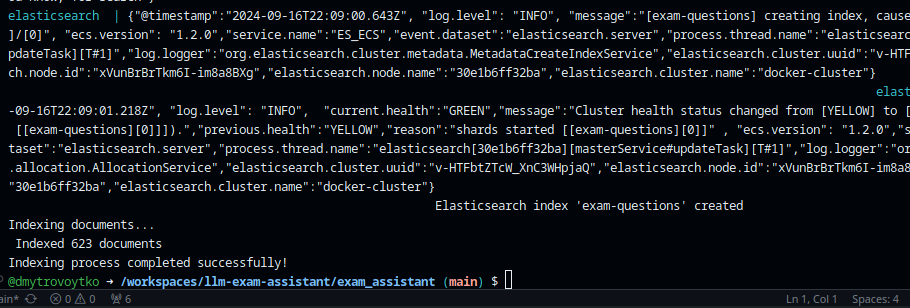 elasticsearch | {"@timestamp":"2024-09-16T22:09:00.643Z", "log.level": "INFO", "message":"[exam-questions] creating index, cause
]/[0]", "ecs.version": "1.2.0","service.name":"ES_ECS","event.dataset":"elasticsearch.server","process.thread.name":"elasticsearc
pdateTask][T#1]","log.logger":"org.elasticsearch.cluster.metadata.MetadataCreateIndexService","elasticsearch.cluster.uuid":"v-HTF
ch.node.id":"xVunBrBrTkm6I-im8a8BXg","elasticsearch.node.name":"30e1b6ff32ba","elasticsearch.cluster.name":"docker-cluster"}
elast
-09-16T22:09:01.218Z", "log.level": "INFO", "current.health":"GREEN","message":"Cluster health status changed from [YELLOW] to [
[[exam-questions][0]]]).","previous.health":"YELLOW","reason":"shards started [[exam-questions][0]]" , "ecs.version": "1.2.0","s
taset":"elasticsearch.server","process.thread.name":"elasticsearch[30e1b6ff32ba][masterService#updateTask][T#1]","log.logger":"or
.allocation.AllocationService","elasticsearch.cluster.uuid":"v-HTFbtZTcW_XnC3WHpjaQ","elasticsearch.node.id":"xVunBrBrTkm6I-im8a8
"30e1b6ff32ba","elasticsearch.cluster.name":"docker-cluster"}
Elasticsearch index 'exam-questions' created
Indexing documents...
Indexed 623 documents
Indexing process completed successfully!
@dmytrovoytko ➜ /workspaces/llm-exam-assistant/exam_assistant (main) $
ain* 0 0 6 Ln 1, Col 1 Spaces: 4